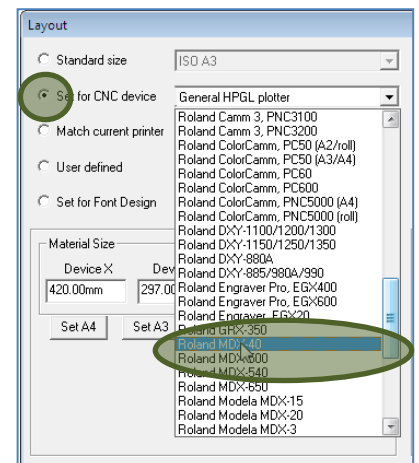 Layout
Standard size ISO A3
Set for CNC device General HPGL plotter
Roland Camm 3, PNC3100
Match current printer Roland Camm 3, PNC3200
Roland ColorCamm, PC50 (A2/roll)
Roland ColorCamm, PC50 (A3/A4)
User defined Roland ColorCamm, PC60
Roland ColorCamm, PC600
Set for Font Design Roland ColorCamm, PNC5000 (A4)
Roland ColorCamm, PNC5000 (roll)
Roland DXY-1100/1200/1300
Material Size Roland DXY-1150/1250/1350
Roland DXY-880A
Device X Roland DXY-885/980A/990
420.00mm 297.00 Roland Engraver Pro, EGX400
Roland Engraver Pro, EGX600
Roland Engraver, EGX20
Set A4 Set A3 Roland GRX-350
Roland MDX-40
Roland MDX-500
Roland MDX-540
Roland MDX-650
Roland Modela MDX-15
Roland Modela MDX-20
Roland Modela MDX-3